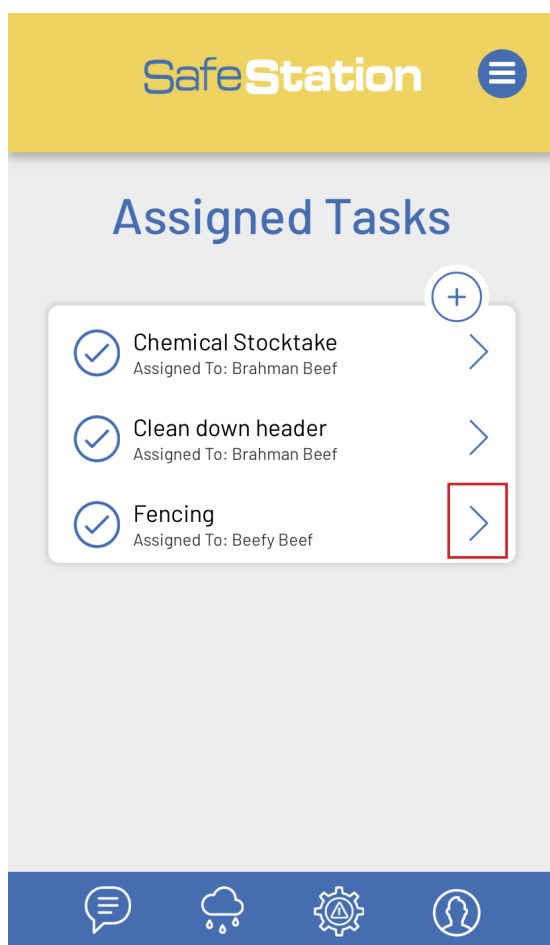 SafeStation
Assigned Tasks
Chemical Stocktake
Assigned To: Brahman Beef
Clean down header
Assigned To: Brahman Beef
Fencing
Assigned To: Beefy Beef